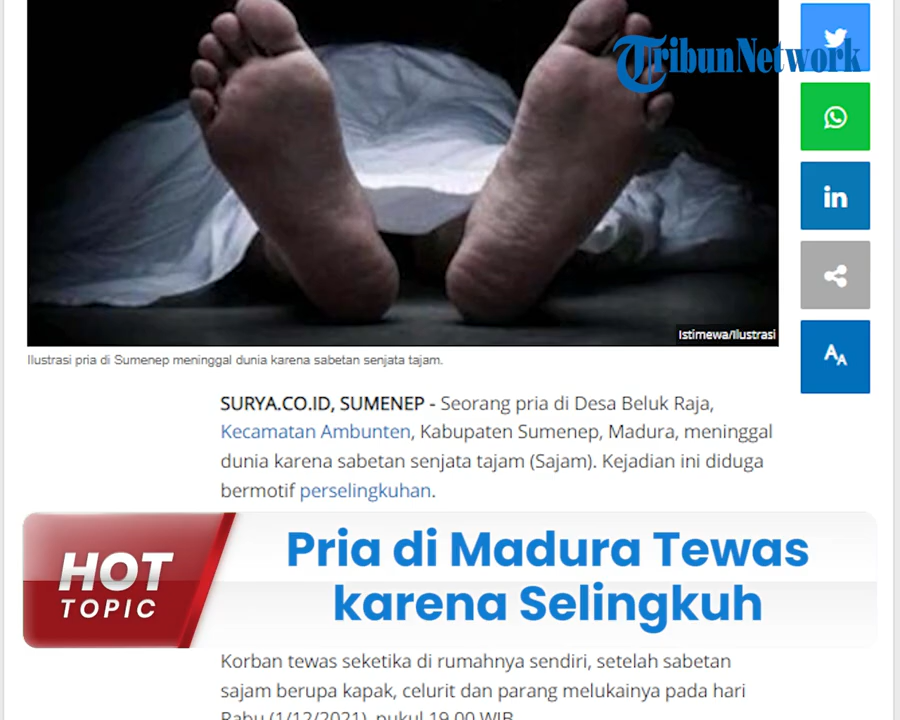 TribunNetwork
Istimewa/Ilustrasi
Ilustrasi pria di Sumenep meninggal dunia karena sabetan senjata tajam.
in
AA
SURYA.CO.ID, SUMENEP - Seorang pria di Desa Beluk Raja,
Kecamatan Ambunten, Kabupaten Sumenep, Madura, meninggal
dunia karena sabetan senjata tajam (Sajam). Kejadian ini diduga
bermotif perselingkuhan.
HOT
TOPIC
Pria di Madura Tewas
karena Selingkuh
Korban tewas seketika di rumahnya sendiri, setelah sabetan
sajam berupa kapak, celurit dan parang melukainya pada hari
Rabu (1/12/2021), pukul 19.00 WIB